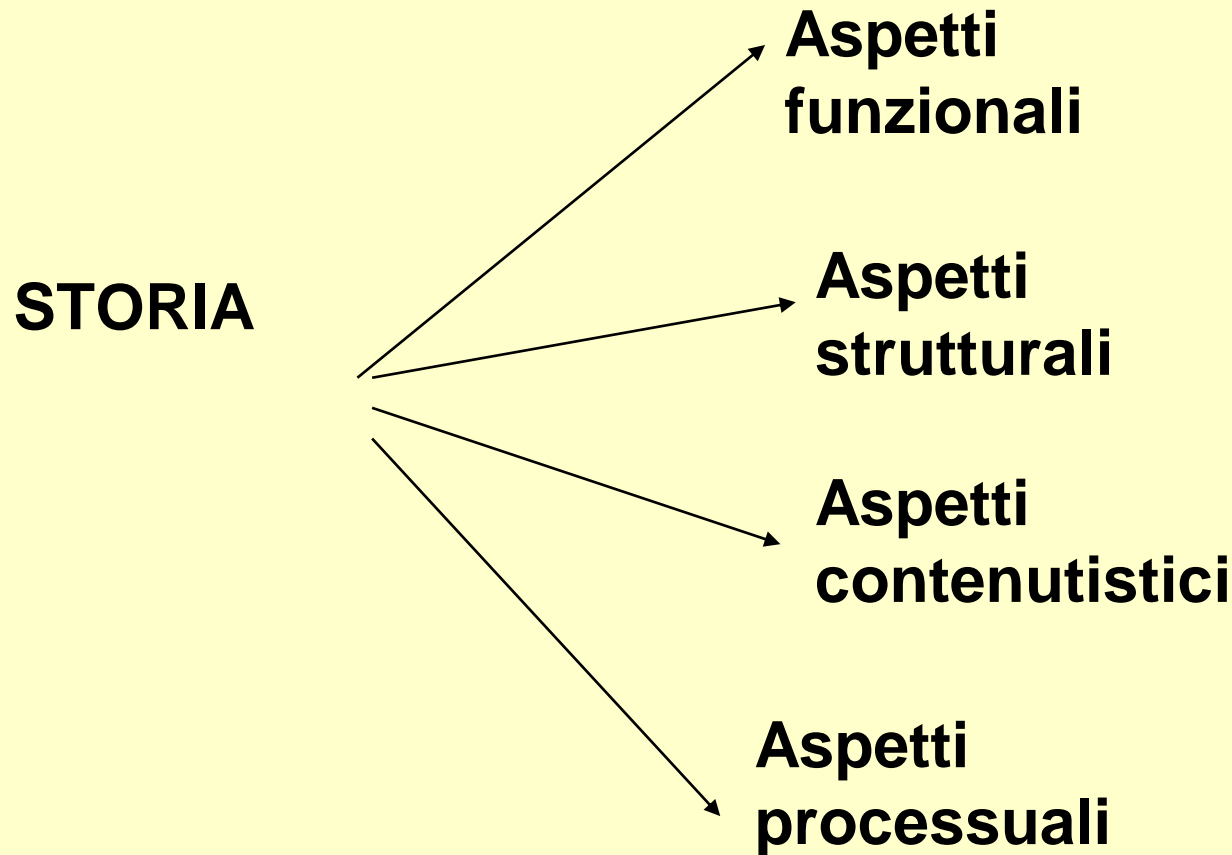 STORIA
Aspetti
funzionali
Aspetti
strutturali
Aspetti
contenutistici
Aspetti
processuali